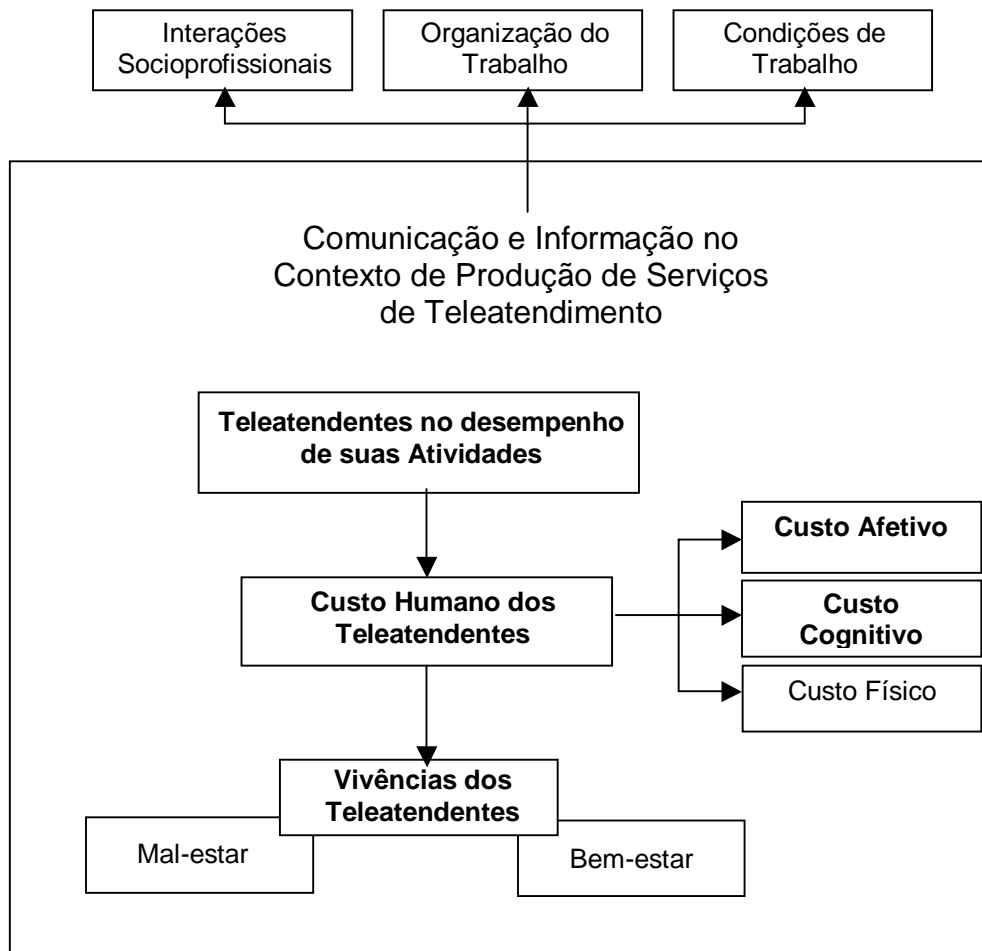 Interações
Socioprofissionais
Organização do
Trabalho
Condições de
Trabalho
Comunicação e Informação no
Contexto de Produção de Serviços
de Teleatendimento
Teleatendentes no desempenho
de suas Atividades
Custo Humano dos
Teleatendentes
Custo Afetivo
Custo
Cognitivo
Custo Físico
Vivências dos
Teleatendentes
Mal-estar
Bem-estar